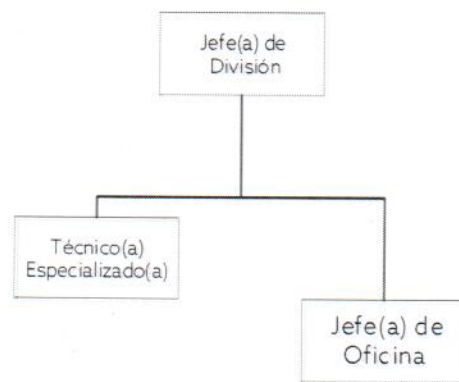 Jefe(a) de
División
Técnico(a)
Especializado(a)
Jefe(a) de
Oficina